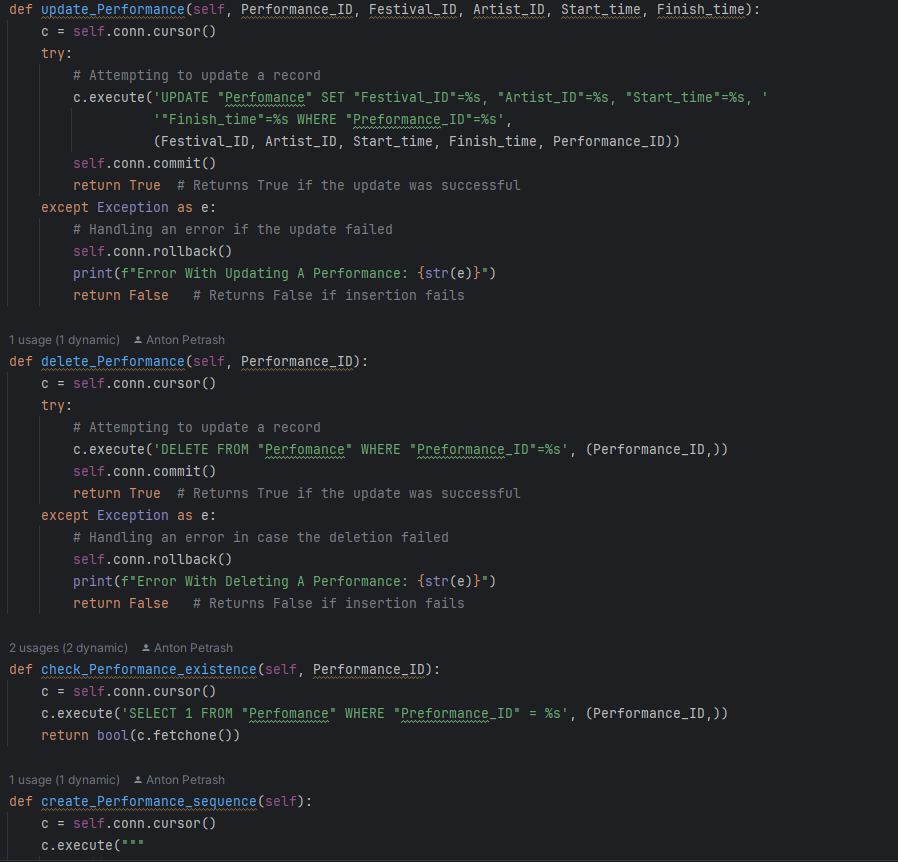 def update_Performance(self, Performance_ID, Festival_ID, Artist_ID, Start_time, Finish_time):
    c = self.conn.cursor()
    try:
        # Attempting to update a record
        c.execute('UPDATE "Perfomance" SET "Festival_ID"=%s, "Artist_ID"=%s, "Start_time"=%s, '
                  '"Finish_time"=%s WHERE "Preformance_ID"=%s',
                  (Festival_ID, Artist_ID, Start_time, Finish_time, Performance_ID))
        self.conn.commit()
        return True  # Returns True if the update was successful
    except Exception as e:
        # Handling an error if the update failed
        self.conn.rollback()
        print(f"Error With Updating A Performance: {str(e)}")
        return False   # Returns False if insertion fails
1 usage (1 dynamic) Anton Petrash
def delete_Performance(self, Performance_ID):
    c = self.conn.cursor()
    try:
        # Attempting to update a record
        c.execute('DELETE FROM "Perfomance" WHERE "Preformance_ID"=%s', (Performance_ID,))
        self.conn.commit()
        return True  # Returns True if the update was successful
    except Exception as e:
        # Handling an error in case the deletion failed
        self.conn.rollback()
        print(f"Error With Deleting A Performance: {str(e)}")
        return False   # Returns False if insertion fails
2 usages (2 dynamic) Anton Petrash
def check_Performance_existence(self, Performance_ID):
    c = self.conn.cursor()
    c.execute('SELECT 1 FROM "Perfomance" WHERE "Preformance_ID" = %s', (Performance_ID,))
    return bool(c.fetchone())
1 usage (1 dynamic) Anton Petrash
def create_Performance_sequence(self):
    c = self.conn.cursor()
    c.execute("""